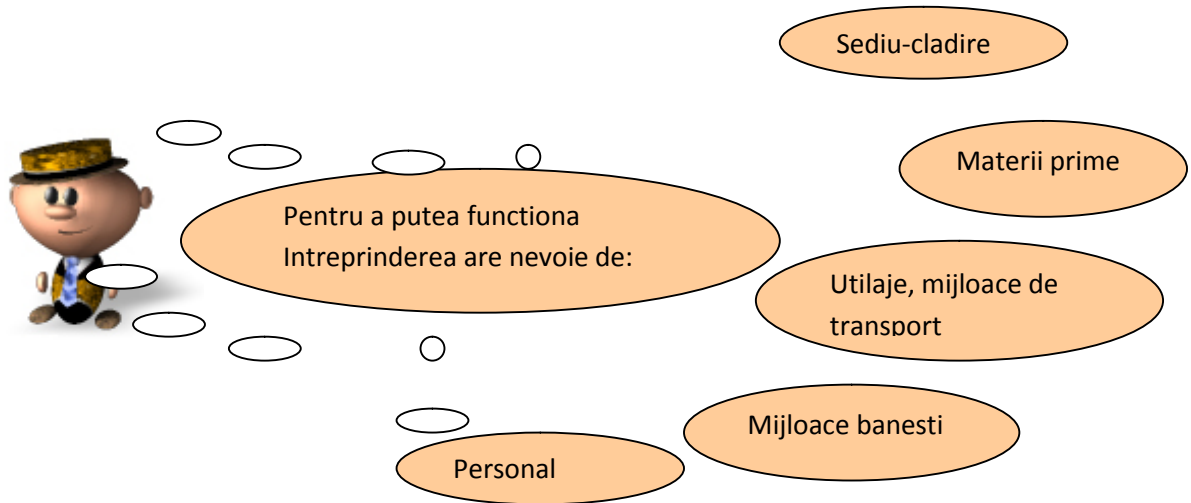 Sediu-cladire
Materii prime
Pentru a putea functiona
Intreprinderea are nevoie de:
Utilaje, mijloace de
transport
Mijloace banesti
Personal